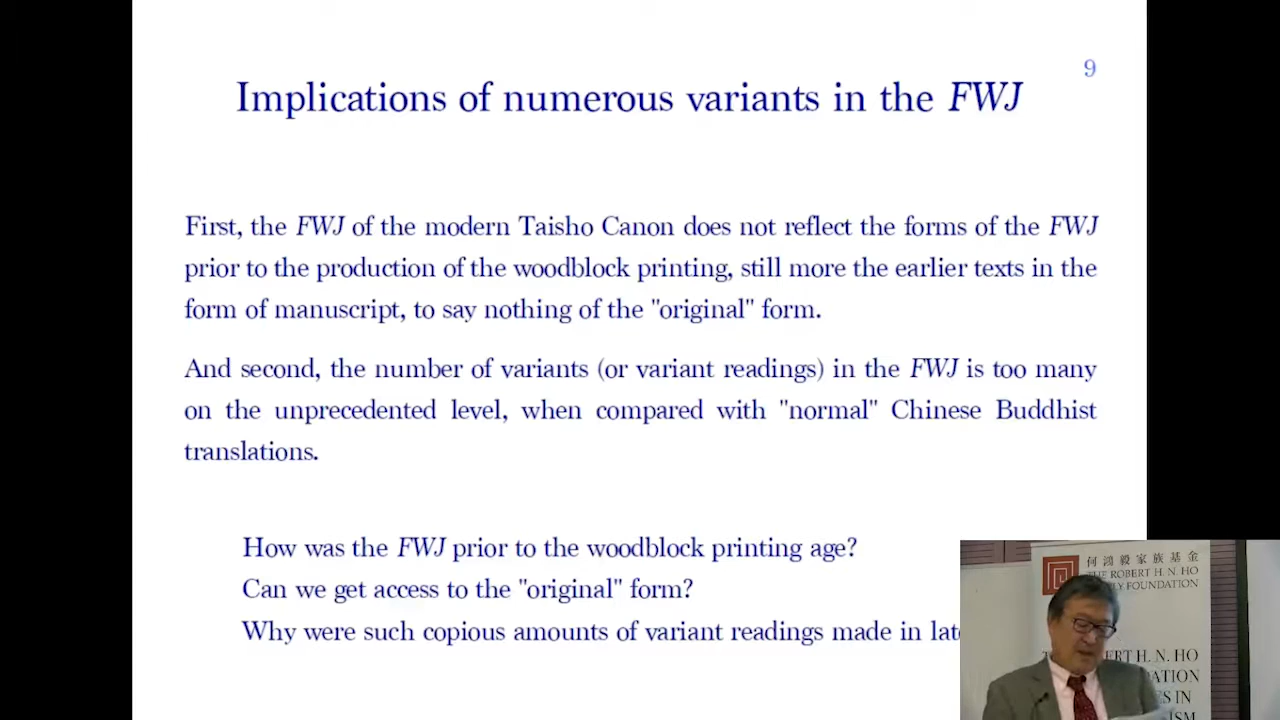 9
Implications of numerous variants in the FWJ
First, the FWJ of the modern Taisho Canon does not reflect the forms of the FWJ
prior to the production of the woodblock printing, still more the earlier texts in the
form of manuscript, to say nothing of the "original" form.
And second, the number of variants (or variant readings) in the FWJ is too many
on the unprecedented level, when compared with "normal" Chinese Buddhist
translations.
How was the FWJ prior to the woodblock printing age?
Can we get access to the "original" form?
Why were such copious amounts of variant readings made in
何鴻毅家族基金
THE ROBERT H. N. HO
FOUNDATION
H. N. HO
IN